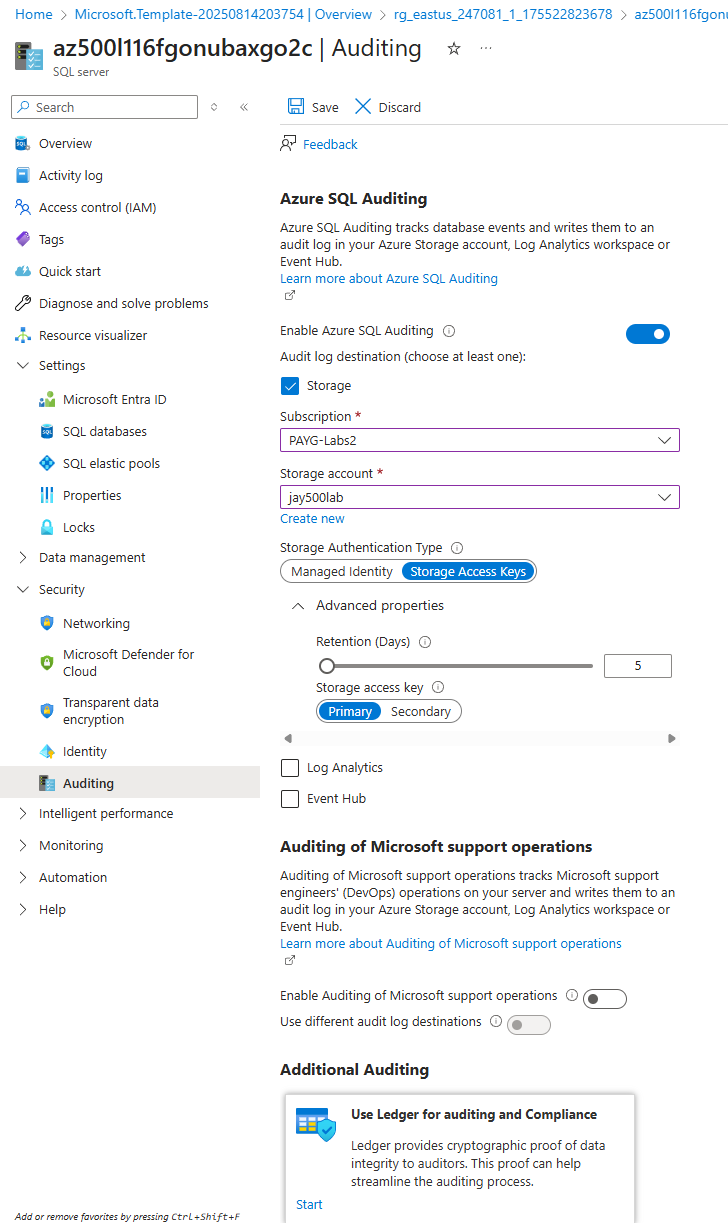 Home > Microsoft.Template-20250814203754 | Overview > rg_eastus_247081_1_175522823678 > az500l116fgonu
az500l116fgonubaxgo2c | Auditing
SQL server
Search
Save
Discard
Feedback
Overview
Activity log
Access control (IAM)
Tags
Quick start
Diagnose and solve problems
Resource visualizer
Settings
Microsoft Entra ID
SQL databases
SQL elastic pools
Properties
Locks
Data management
Security
Networking
Microsoft Defender for
Cloud
Transparent data
encryption
Identity
Auditing
Intelligent performance
Monitoring
Automation
Help
Add or remove favorites by pressing Ctrl+Shift+F
Azure SQL Auditing
Azure SQL Auditing tracks database events and writes them to an
audit log in your Azure Storage account, Log Analytics workspace or
Event Hub.
Learn more about Azure SQL Auditing
Enable Azure SQL Auditing
Audit log destination (choose at least one):
Storage
Subscription *
PAYG-Labs2
Storage account *
jay500lab
Create new
Storage Authentication Type
Managed Identity Storage Access Keys
Advanced properties
Retention (Days)
5
Storage access key
Primary Secondary
Log Analytics
Event Hub
Auditing of Microsoft support operations
Auditing of Microsoft support operations tracks Microsoft support
engineers' (DevOps) operations on your server and writes them to an
audit log in your Azure Storage account, Log Analytics workspace or
Event Hub.
Learn more about Auditing of Microsoft support operations
Enable Auditing of Microsoft support operations
Use different audit log destinations
Additional Auditing
Use Ledger for auditing and Compliance
Ledger provides cryptographic proof of data
integrity to auditors. This proof can help
streamline the auditing process.
Start